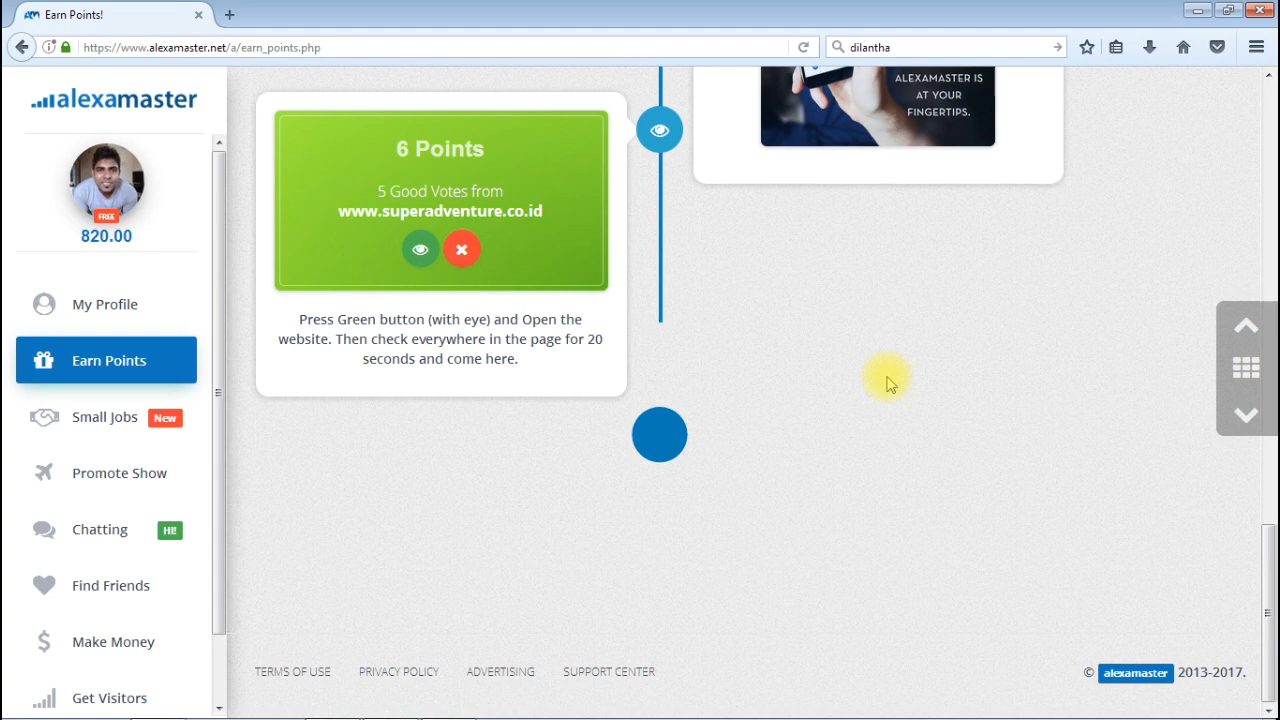 Earn Points!
https://www.alexamaster.net/a/earn_points.php
dilantha
alexamaster
FREE
820.00
My Profile
Earn Points
Small Jobs New
Promote Show
Chatting HI!
Find Friends
Make Money
Get Visitors
6 Points
5 Good Votes from
www.superadventure.co.id
Press Green button (with eye) and Open the
website. Then check everywhere in the page for 20
seconds and come here.
ALEXAMASTER IS
AT YOUR
FINGERTIPS.
TERMS OF USE PRIVACY POLICY ADVERTISING SUPPORT CENTER
© alexamaster 2013-2017.